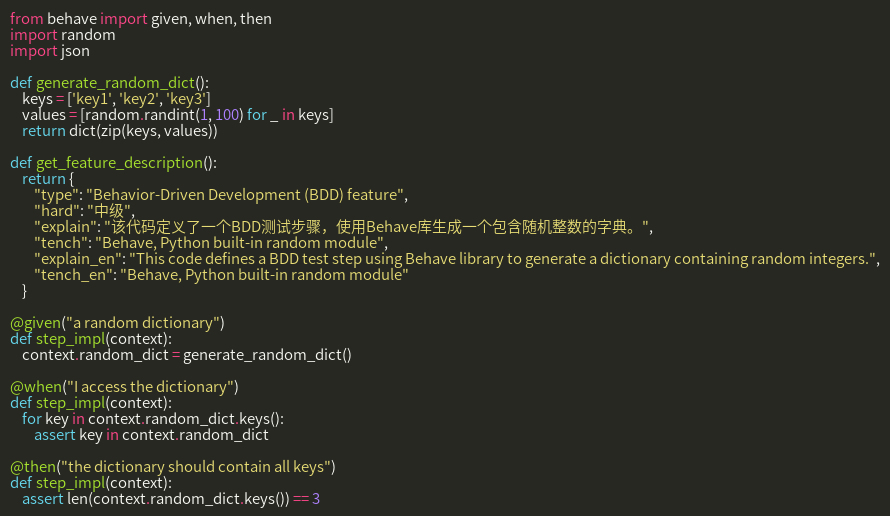 from behave import given, when, then
import random
import json

def generate_random_dict():
    keys = ['key1', 'key2', 'key3']
    values = [random.randint(1, 100) for _ in keys]
    return dict(zip(keys, values))

def get_feature_description():
    return {
        "type": "Behavior-Driven Development (BDD) feature",
        "hard": "中级",
        "explain": "该代码定义了一个BDD测试步骤，使用Behave库生成一个包含随机整数的字典。",
        "tench": "Behave, Python built-in random module",
        "explain_en": "This code defines a BDD test step using Behave library to generate a dictionary containing random integers.",
        "tench_en": "Behave, Python built-in random module"
    }

@given("a random dictionary")
def step_impl(context):
    context.random_dict = generate_random_dict()

@when("I access the dictionary")
def step_impl(context):
    for key in context.random_dict.keys():
        assert key in context.random_dict

@then("the dictionary should contain all keys")
def step_impl(context):
    assert len(context.random_dict.keys()) == 3